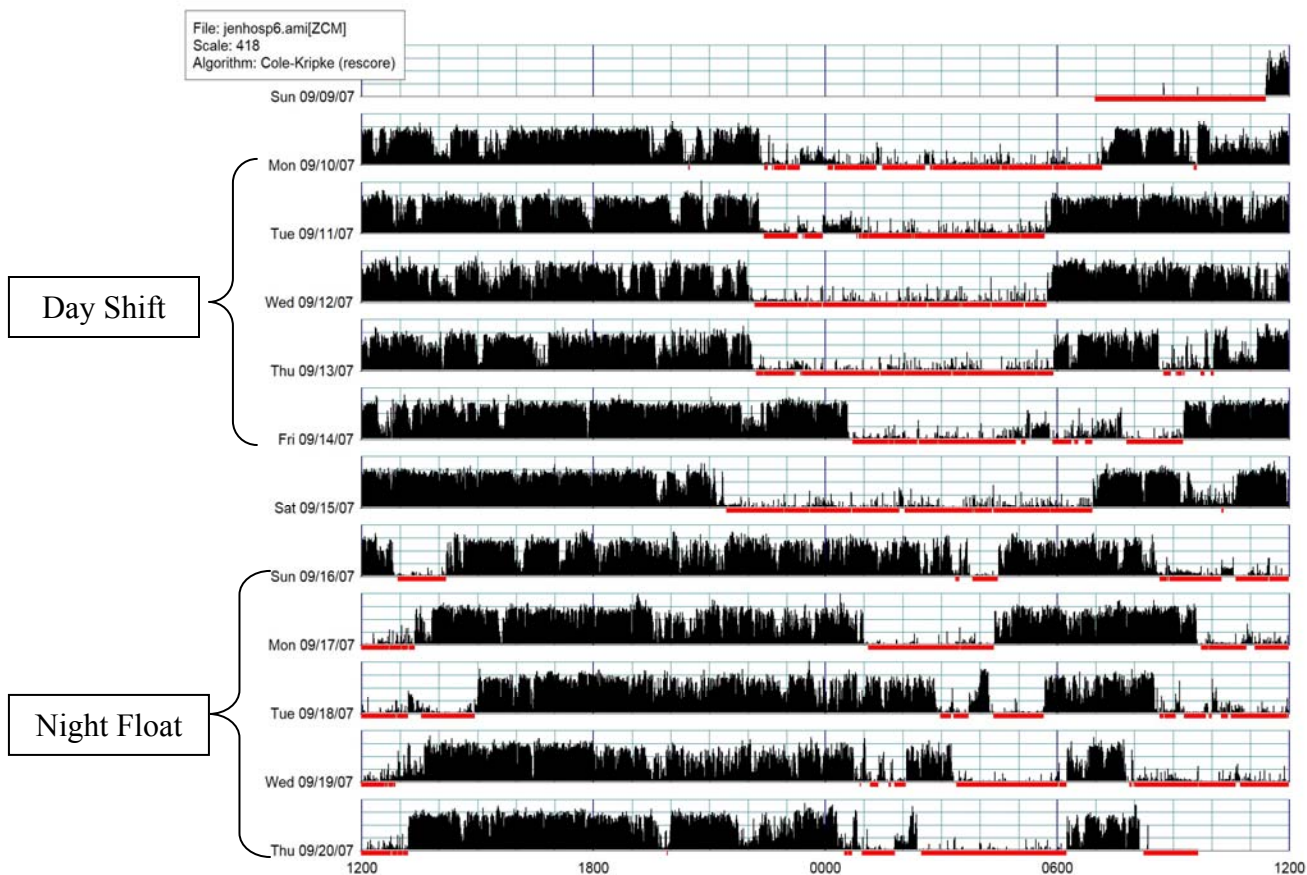 File: jenhosp6.ami[ZCM]
Scale: 418
Algorithm: Cole-Kripke (rescore)
Sun 09/09/07
Mon 09/10/07
Tue 09/11/07
Day Shift
Wed 09/12/07
Thu 09/13/07
Fri 09/14/07
Sat 09/15/07
Sun 09/16/07
Mon 09/17/07
Night Float
Tue 09/18/07
Wed 09/19/07
Thu 09/20/07
1200 1800 0000 0600 1200